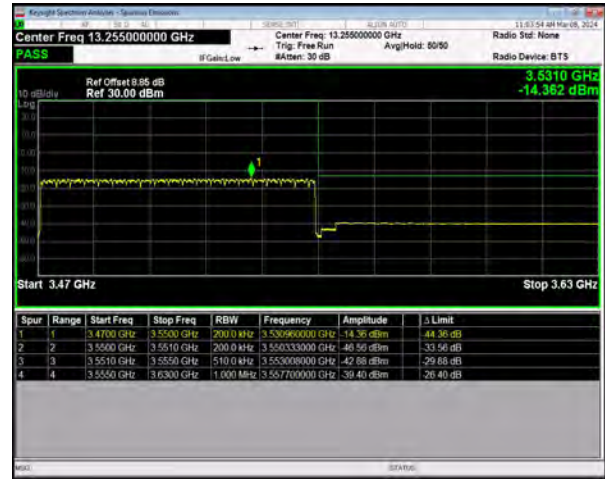 Keysight Spectrum Analyzer - Spurious Emissions
SENSE:INT
ALIGN AUTO
11:03:54 AM Mar 08, 2024
Center Freq 13.255000000 GHz
Center Freq: 13.255000000 GHz
Radio Std: None
Trig: Free Run
Avg|Hold: 50/50
PASS
IFGain:Low
#Atten: 30 dB
Radio Device: BTS
3.5310 GHz
Ref Offset 8.85 dB
-14.362 dBm
10 dB/div
Ref 30.00 dBm
Log
1
Start 3.47 GHz
Stop 3.63 GHz
Spur Range Start Freq Stop Freq RBW Frequency Amplitude Δ Limit
1 1 3.4700 GHz 3.5500 GHz 200.0 kHz 3.530960000 GHz -14.36 dBm -44.36 dB
2 2 3.5500 GHz 3.5510 GHz 200.0 kHz 3.550333000 GHz -46.56 dBm -33.56 dB
3 3 3.5510 GHz 3.5550 GHz 510.0 kHz 3.553008000 GHz -42.88 dBm -29.88 dB
4 4 3.5550 GHz 3.6300 GHz 1.000 MHz 3.557700000 GHz -39.40 dBm -26.40 dB
MSG
STATUS